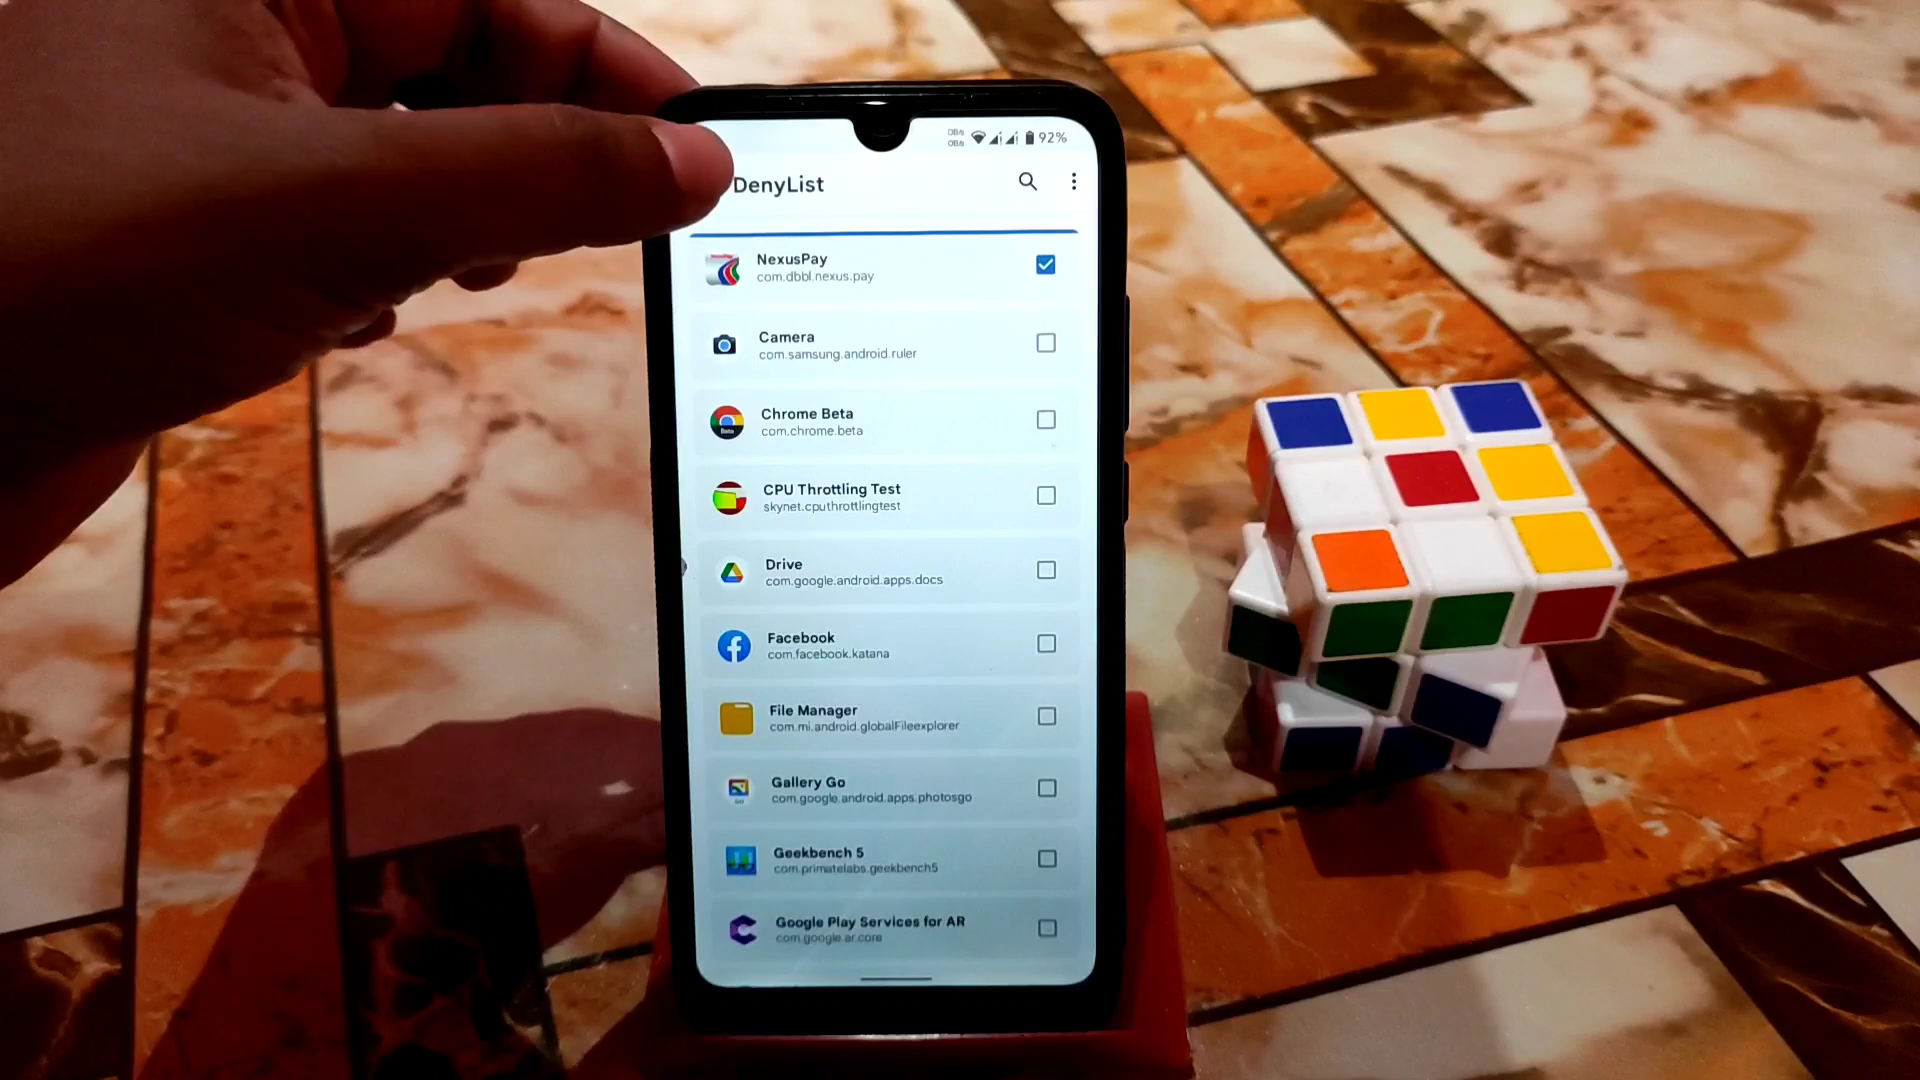 92%
DenyList
NexusPay
com.dbbl.nexus.pay
Camera
com.samsung.android.ruler
Chrome Beta
com.chrome.beta
CPU Throttling Test
skynet.cputhrottlingtest
Drive
com.google.android.apps.docs
Facebook
com.facebook.katana
File Manager
com.mi.android.globalFileexplorer
Gallery Go
com.google.android.apps.photosgo
Geekbench 5
com.primatelabs.geekbench5
Google Play Services for AR
com.google.ar.core